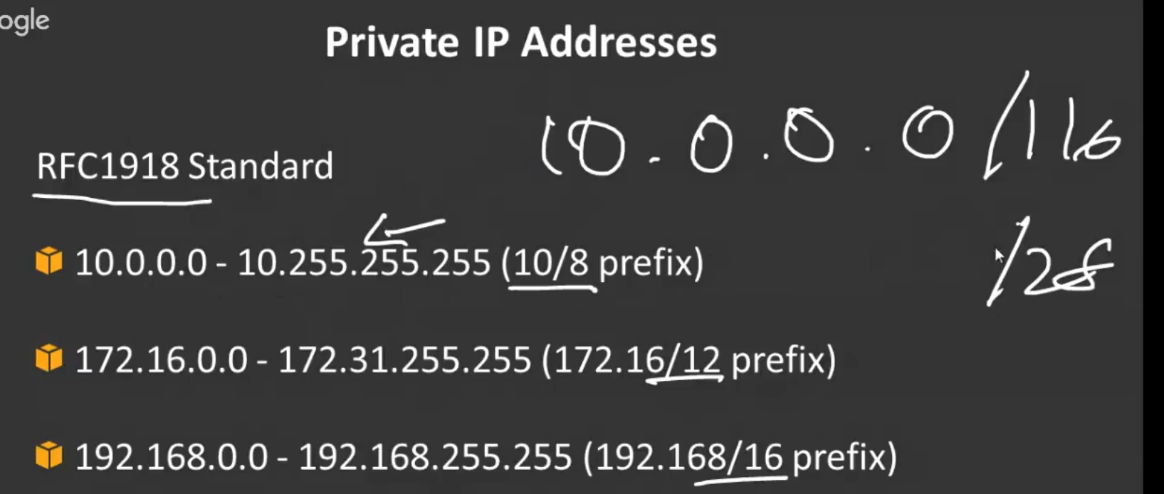 ogle
Private IP Addresses
10.0.0.0/16
RFC1918 Standard
10.0.0.0 - 10.255.255.255 (10/8 prefix)
/28
172.16.0.0 - 172.31.255.255 (172.16/12 prefix)
192.168.0.0 - 192.168.255.255 (192.168/16 prefix)